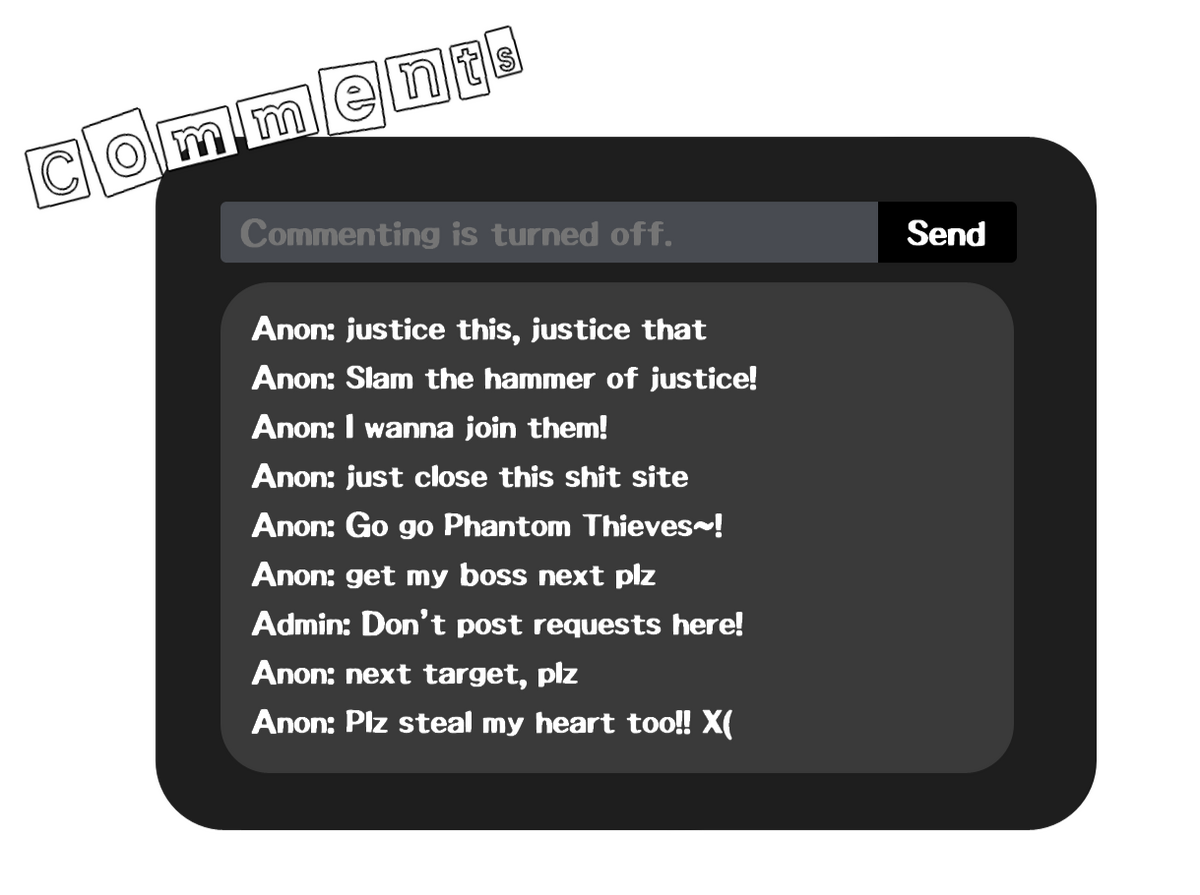 Comments
Commenting is turned off.
Send
Anon: justice this, justice that
Anon: Slam the hammer of justice!
Anon: I wanna join them!
Anon: just close this shit site
Anon: Go go Phantom Thieves~!
Anon: get my boss next plz
Admin: Don't post requests here!
Anon: next target, plz
Anon: Plz steal my heart too!! X(